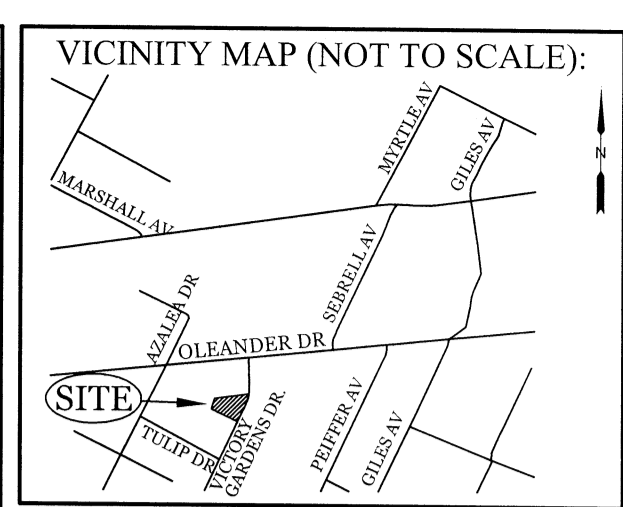 VICINITY MAP (NOT TO SCALE):
MYRTLE AV
GILES AV
N
MARSHALL AV
SEBRELL AV
AZALEA DR
OLEANDER DR
SITE
TULIP DR
VICTORY
GARDENS DR.
PEIFFER AV
GILES AV